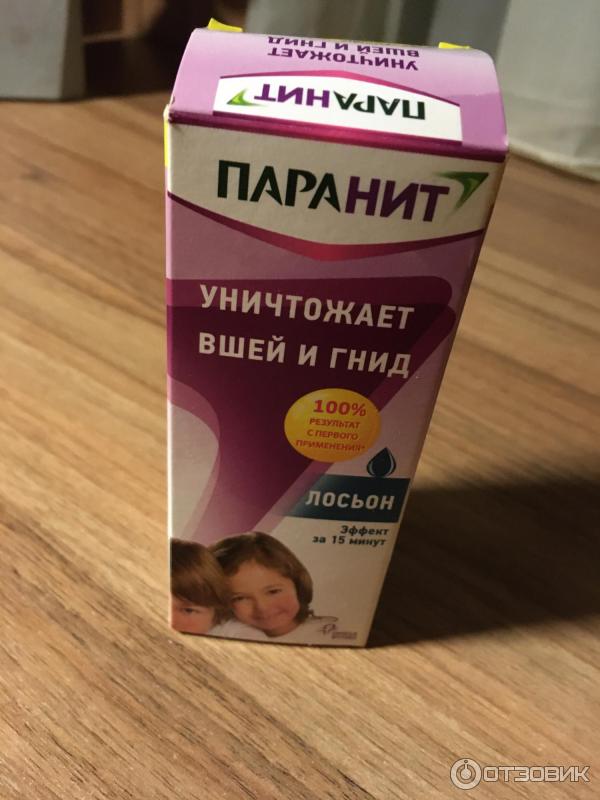 УНИЧТОЖАЕТ
ВШЕЙ И ГНИД
ПАРАНИТ
ПАРАНИТ
УНИЧТОЖАЕТ
ВШЕЙ И ГНИД
100%
РЕЗУЛЬТАТ
С ПЕРВОГО
ПРИМЕНЕНИЯ*
ЛОСЬОН
Эффект
за 15 минут
ОТЗОВИК